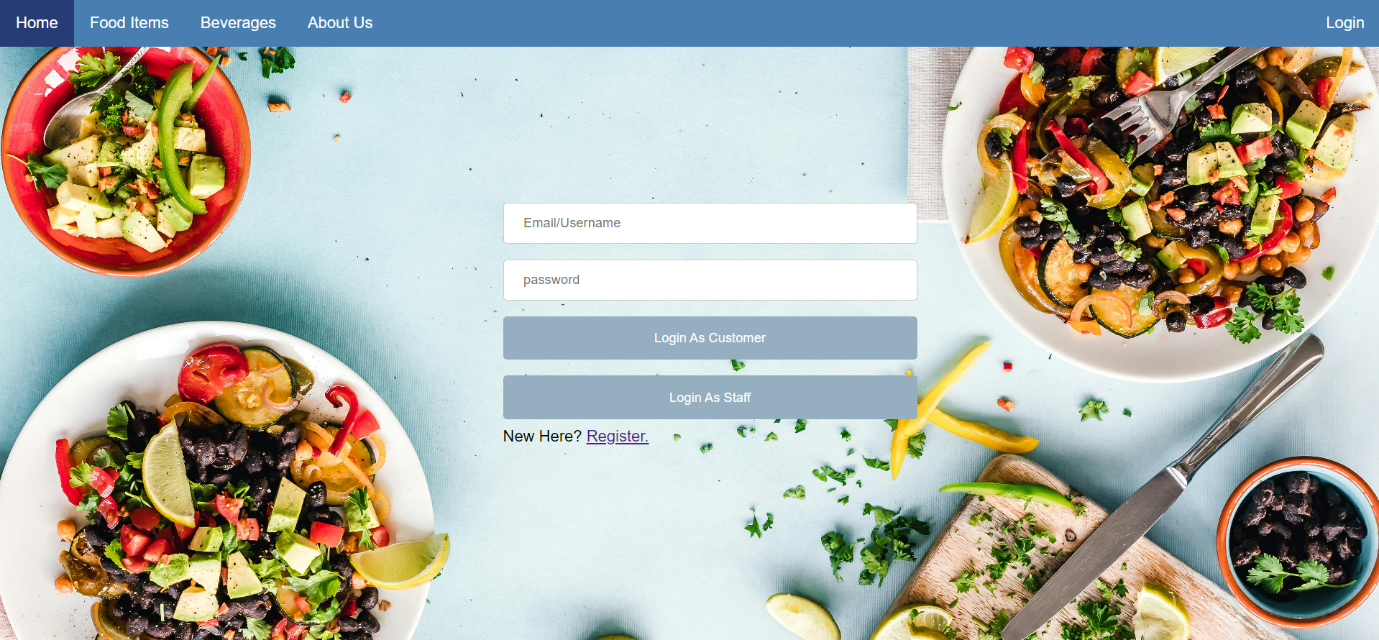 Home Food Items Beverages About Us Login
Email/Username
password
Login As Customer
Login As Staff
New Here? Register.